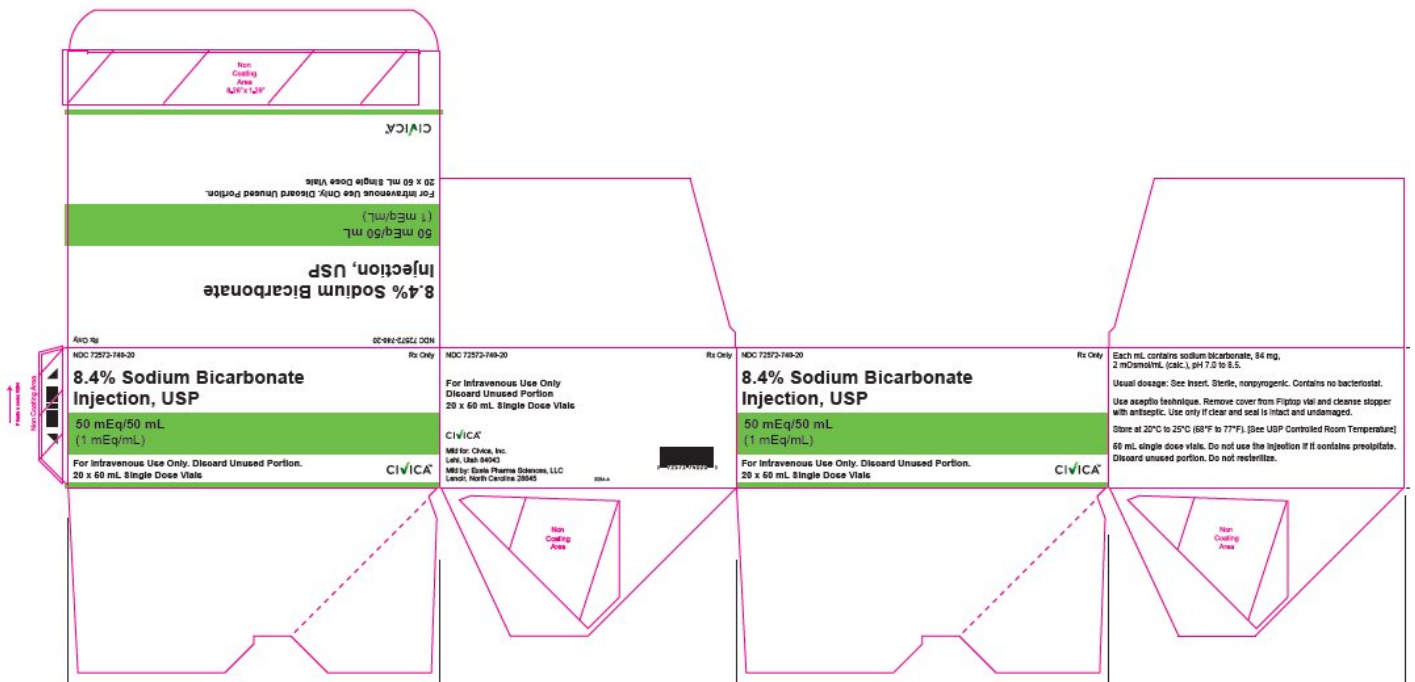 Non
Coating
Area
8.26" x 1.29"
CIVICA
20 x 50 mL Single Dose Vials
For Intravenous Use Only. Discard Unused Portion.
(1 mEq/mL)
50 mEq/50 mL
Injection, USP
8.4% Sodium Bicarbonate
NDC 72572-740-20 Rx Only
Non Coating Area
NDC 72572-740-20 Rx Only
8.4% Sodium Bicarbonate
Injection, USP
50 mEq/50 mL
(1 mEq/mL)
For Intravenous Use Only. Discard Unused Portion.
20 x 50 mL Single Dose Vials
CIVICA
NDC 72572-740-20 Rx Only
For Intravenous Use Only
Discard Unused Portion
20 x 50 mL Single Dose Vials
CIVICA
Mfd for: Civica, Inc.
Lehi, Utah 84043
Mfd by: Exela Pharma Sciences, LLC
Lenoir, North Carolina 28645
NDC 72572-740-20 Rx Only
8.4% Sodium Bicarbonate
Injection, USP
50 mEq/50 mL
(1 mEq/mL)
For Intravenous Use Only. Discard Unused Portion.
20 x 50 mL Single Dose Vials
CIVICA
Each mL contains sodium bicarbonate, 84 mg,
2 mOsmol/mL (calc.), pH 7.0 to 8.5.
Usual dosage: See insert. Sterile, nonpyrogenic. Contains no bacteriostat.
Use aseptic technique. Remove cover from Fliptop vial and cleanse stopper
with antiseptic. Use only if clear and seal is intact and undamaged.
Store at 20°C to 25°C (68°F to 77°F). [See USP Controlled Room Temperature]
50 mL single dose vials. Do not use the injection if it contains precipitate.
Discard unused portion. Do not resterilize.
Non
Coating
Area
Non
Coating
Area